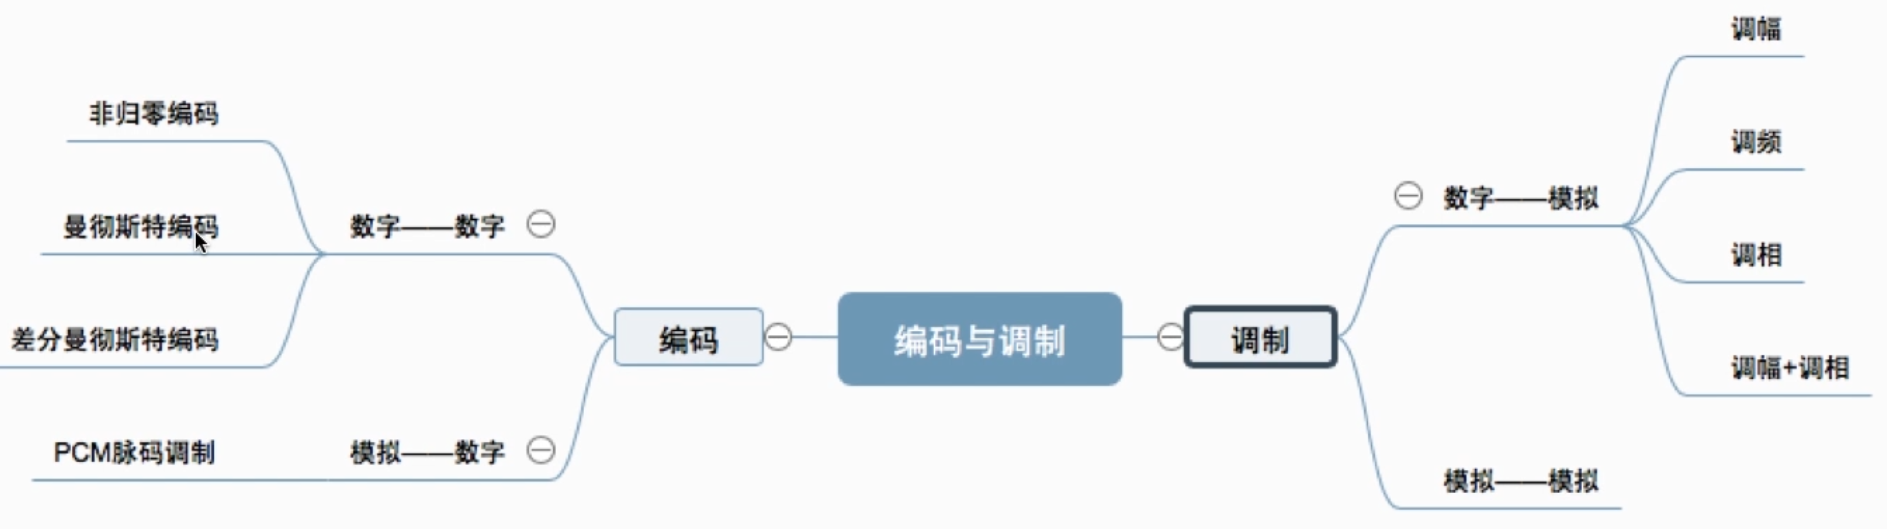 编码与调制
编码
数字——数字
非归零编码
曼彻斯特编码
差分曼彻斯特编码
模拟——数字
PCM脉码调制
调制
数字——模拟
调幅
调频
调相
调幅+调相
模拟——模拟